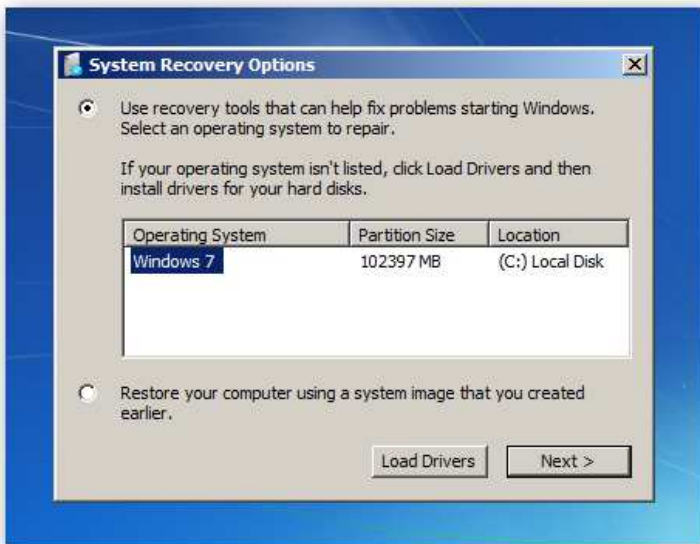 System Recovery Options
Use recovery tools that can help fix problems starting Windows.
Select an operating system to repair.
If your operating system isn't listed, click Load Drivers and then
install drivers for your hard disks.
Operating System Partition Size Location
Windows 7 102397 MB (C:) Local Disk
Restore your computer using a system image that you created
earlier.
Load Drivers Next >